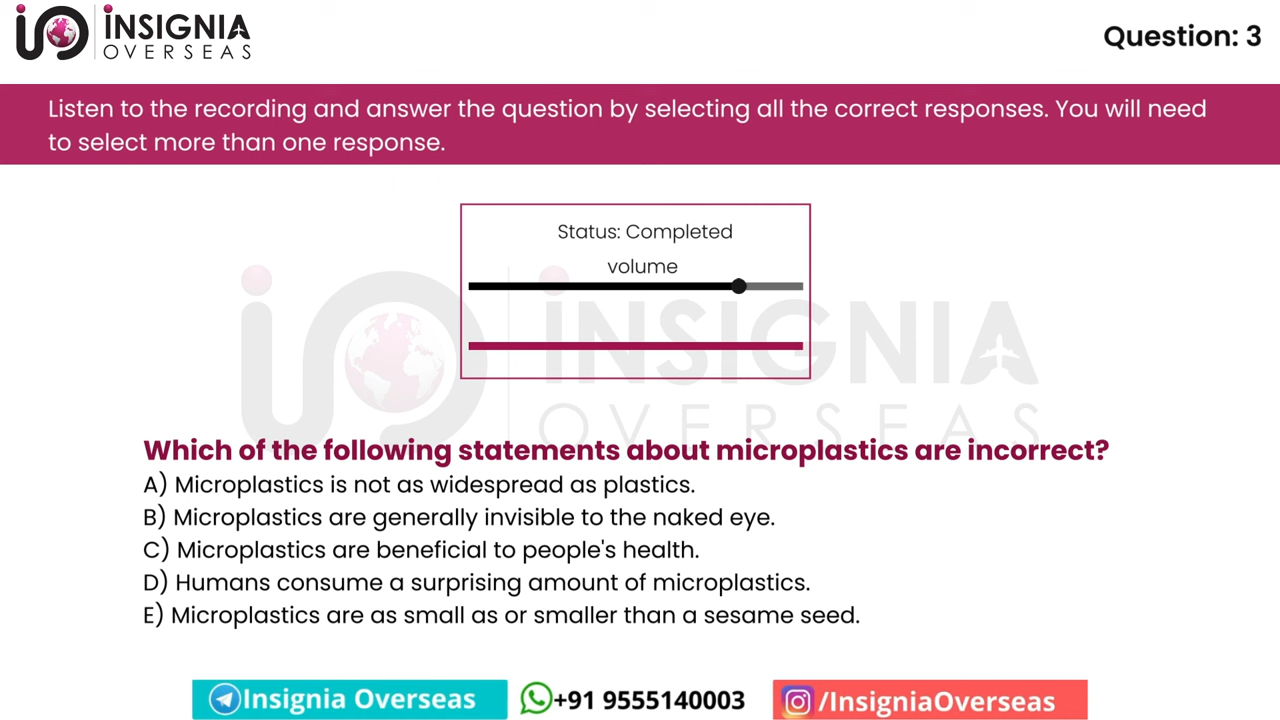 INSIGNIA
OVERSEAS
Question: 3
Listen to the recording and answer the question by selecting all the correct responses. You will need
to select more than one response.
Status: Completed
volume
INSIGNIA
OVERSEAS
Which of the following statements about microplastics are incorrect?
A) Microplastics is not as widespread as plastics.
B) Microplastics are generally invisible to the naked eye.
C) Microplastics are beneficial to people's health.
D) Humans consume a surprising amount of microplastics.
E) Microplastics are as small as or smaller than a sesame seed.
Insignia Overseas
+91 9555140003
/InsigniaOverseas